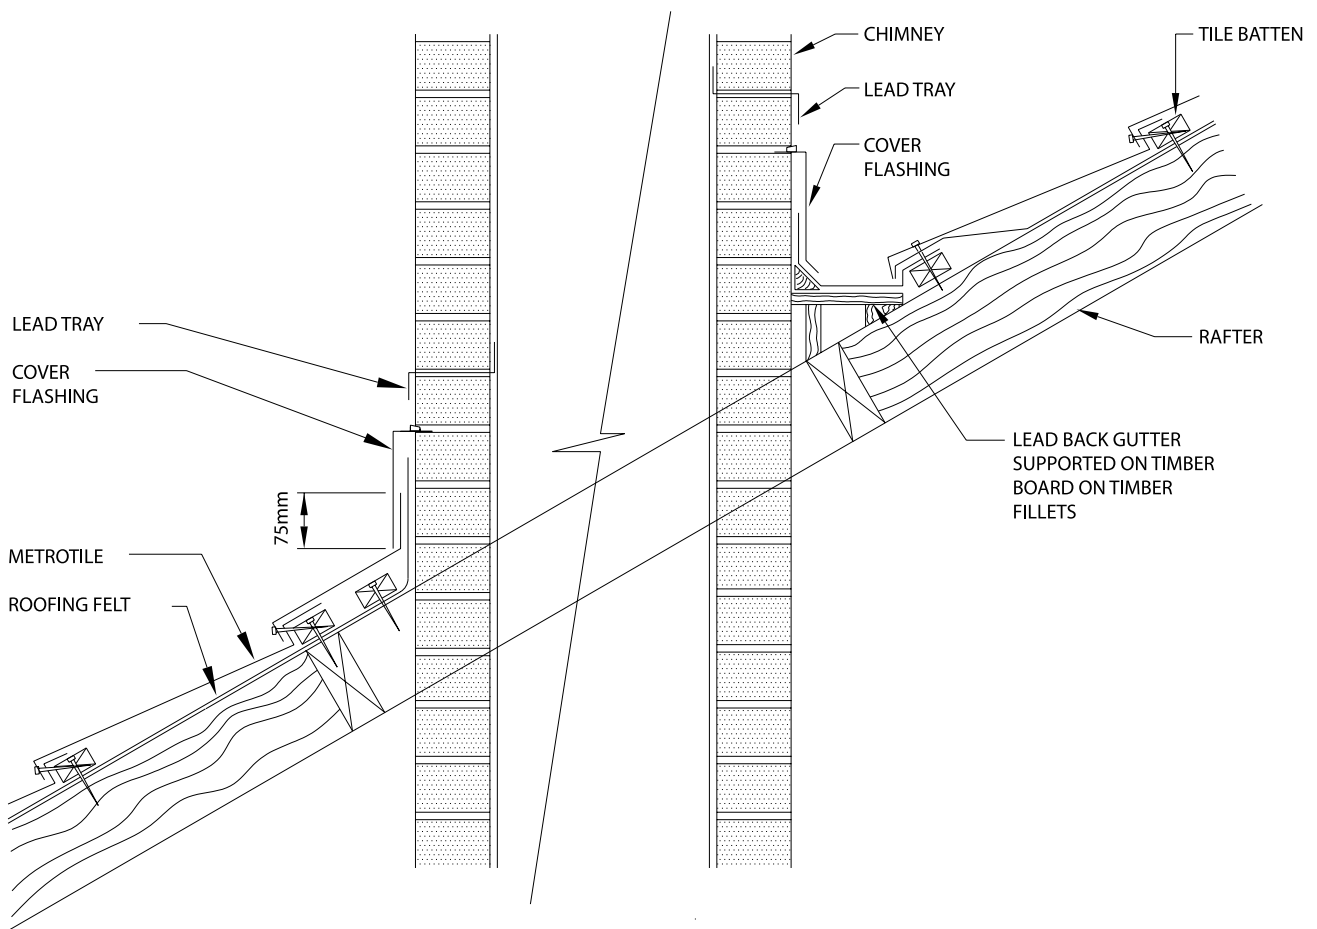 CHIMNEY
LEAD TRAY
COVER
FLASHING
TILE BATTEN
RAFTER
LEAD BACK GUTTER
SUPPORTED ON TIMBER
BOARD ON TIMBER
FILLETS
LEAD TRAY
COVER
FLASHING
75mm
METROTILE
ROOFING FELT